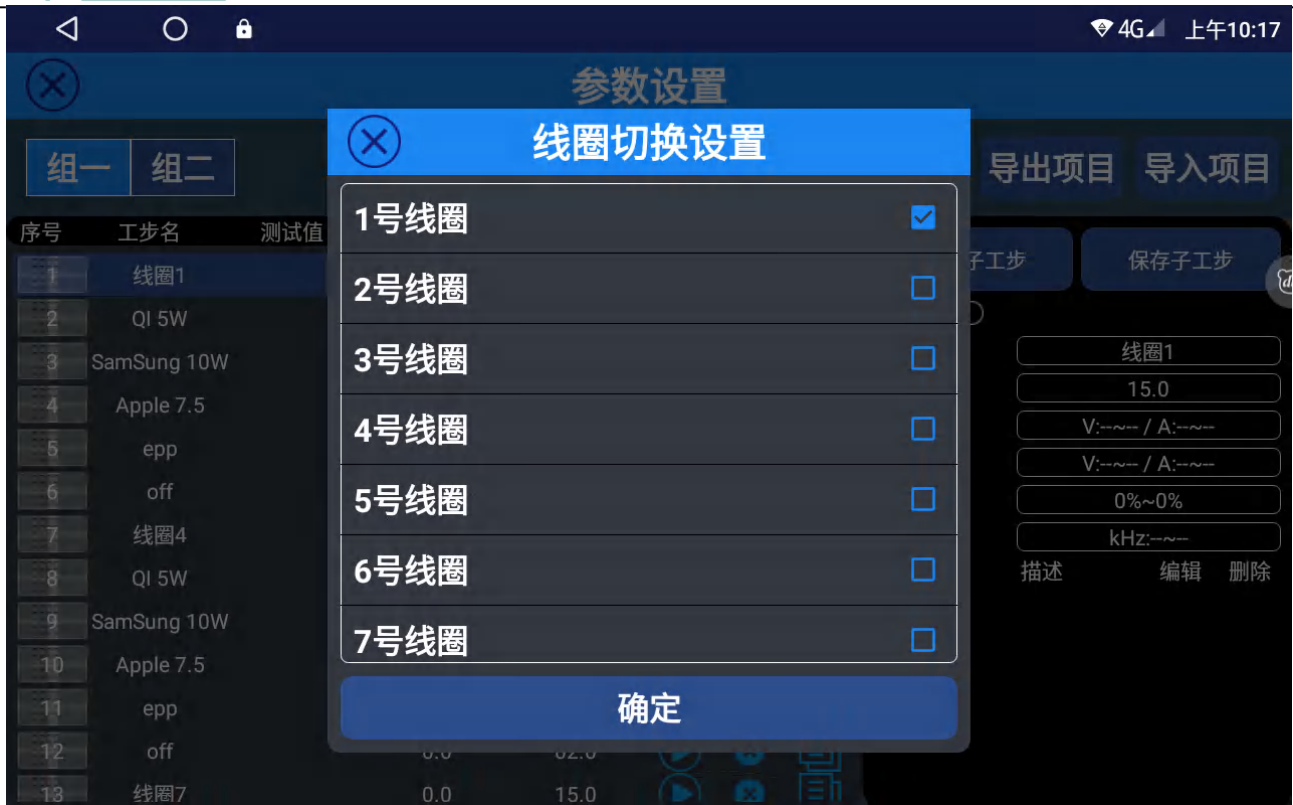 4G 上午10:17
参数设置
线圈切换设置
组一 组二 导出项目 导入项目
序号 工步名 测试值
子工步 保存子工步
1号线圈
2号线圈
3号线圈
4号线圈
5号线圈
6号线圈
7号线圈
确定
1 线圈1
2 QI 5W
3 SamSung 10W
4 Apple 7.5
5 epp
6 off
7 线圈4
8 QI 5W
9 SamSung 10W
10 Apple 7.5
11 epp
12 off 0.0 62.0
13 线圈7 0.0 15.0
线圈1
15.0
V:--~-- / A:--~--
V:--~-- / A:--~--
0%~0%
kHz:--~--
描述 编辑 删除